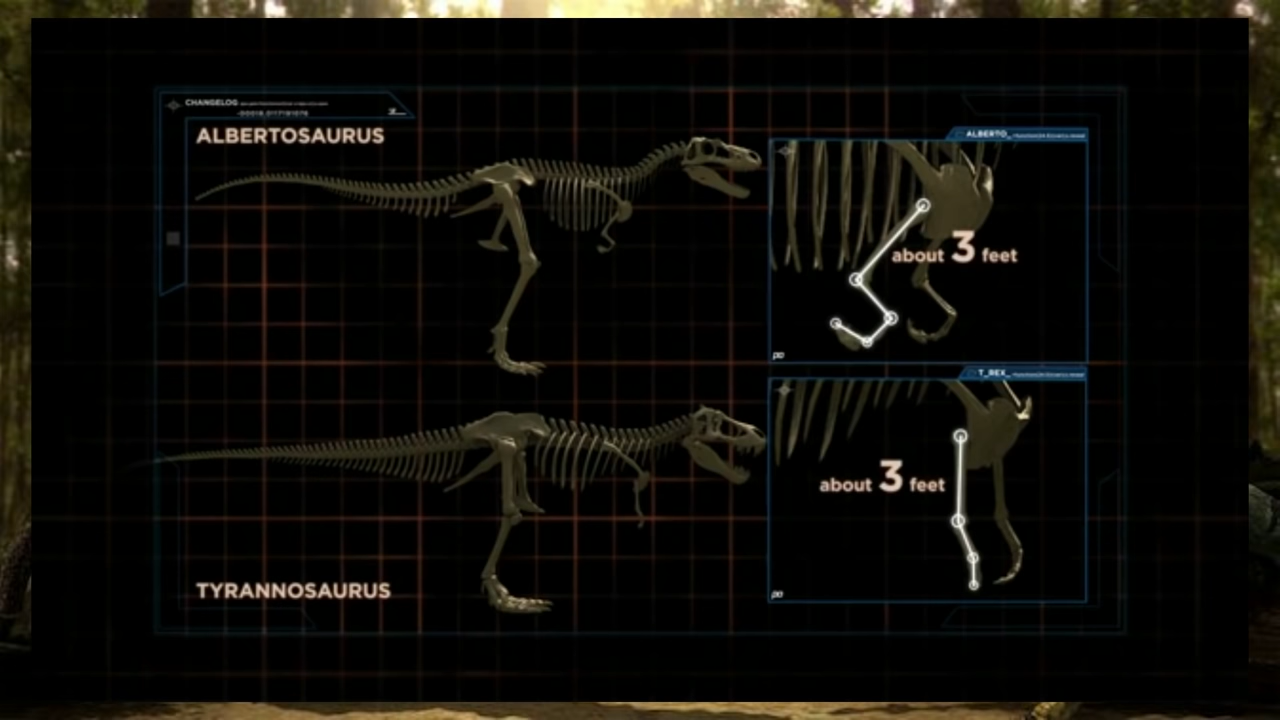 CHANGELOG
ALBERTOSAURUS
ALBERTO_
about 3 feet
T_REX_
about 3 feet
TYRANNOSAURUS